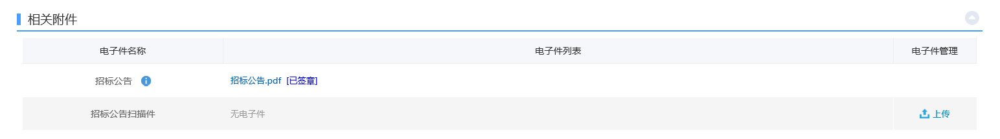 相关附件
电子件名称 电子件列表 电子件管理
招标公告 招标公告.pdf [已签章]
招标公告扫描件 无电子件 上传